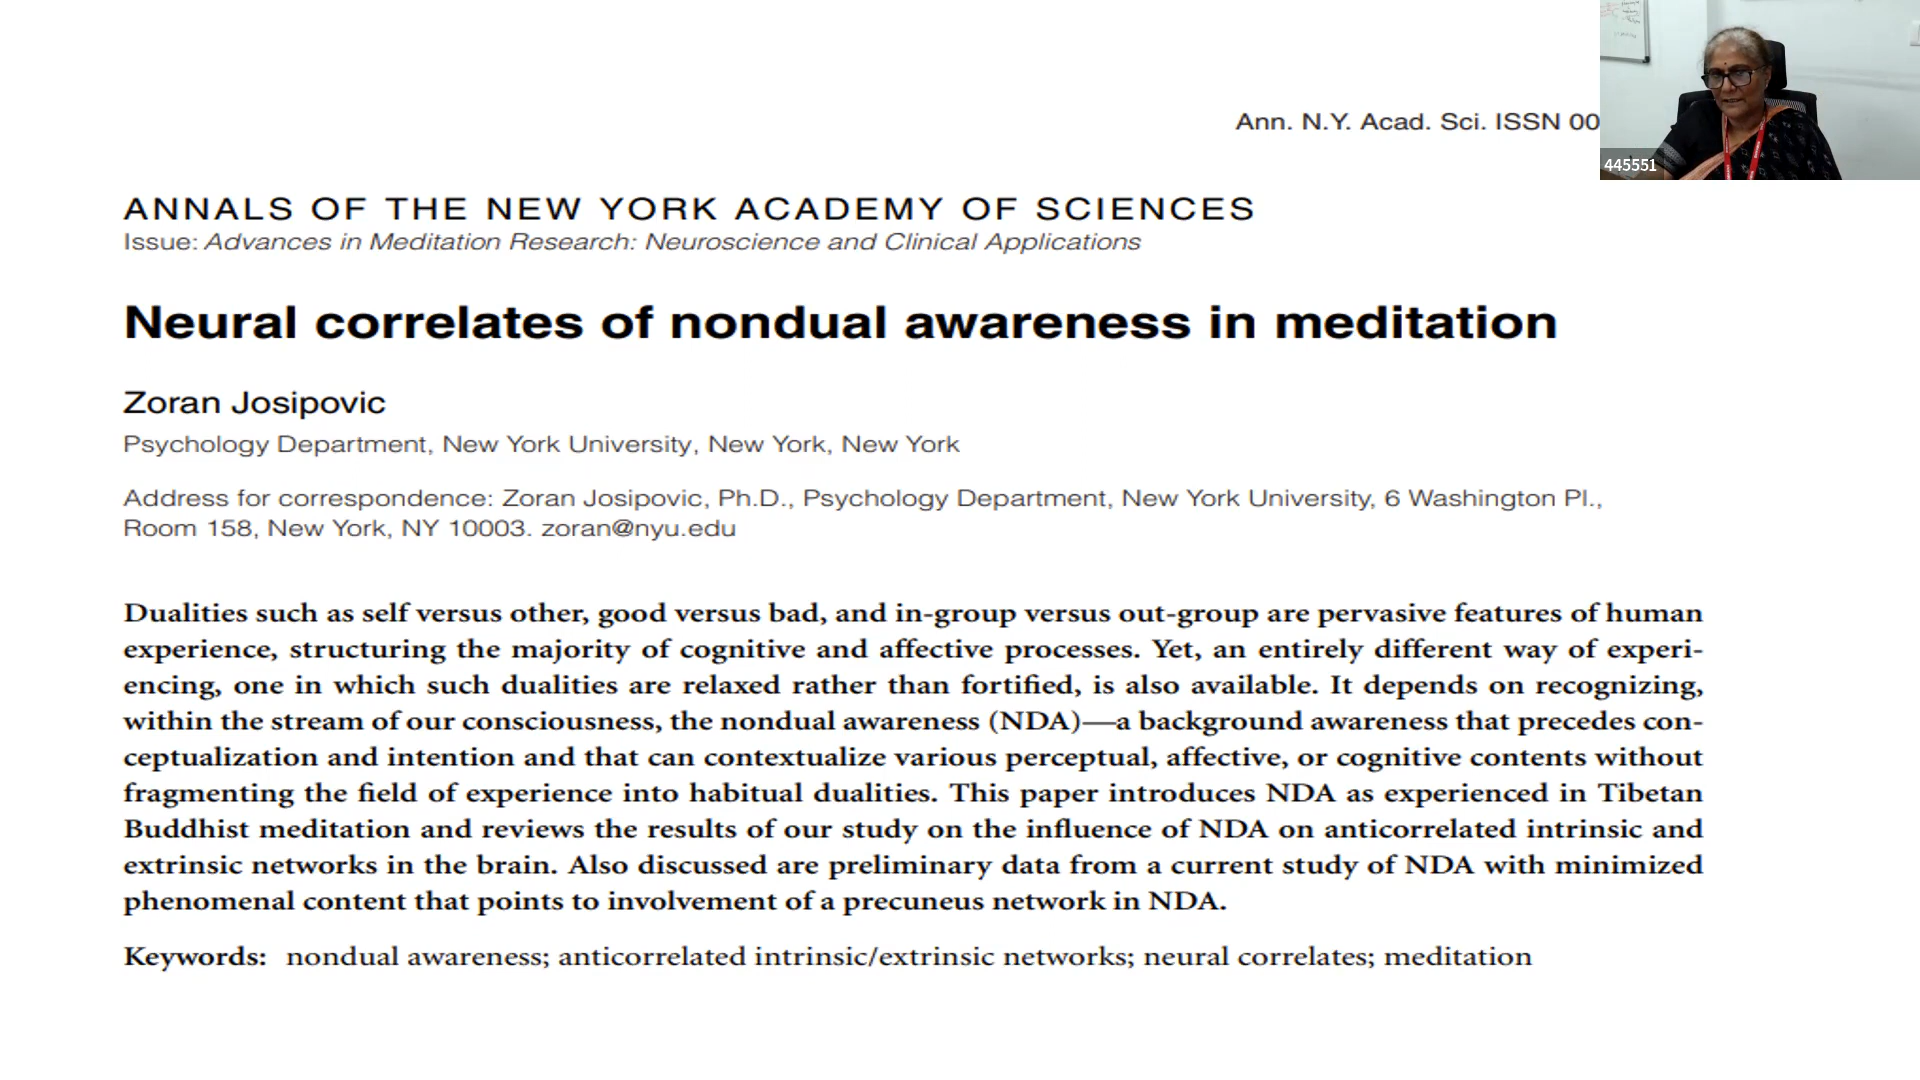 Ann. N.Y. Acad. Sci. ISSN 00
445551
ANNALS OF THE NEW YORK ACADEMY OF SCIENCES
Issue: Advances in Meditation Research: Neuroscience and Clinical Applications
Neural correlates of nondual awareness in meditation
Zoran Josipovic
Psychology Department, New York University, New York, New York
Address for correspondence: Zoran Josipovic, Ph.D., Psychology Department, New York University, 6 Washington Pl.,
Room 158, New York, NY 10003. zoran@nyu.edu
Dualities such as self versus other, good versus bad, and in-group versus out-group are pervasive features of human
experience, structuring the majority of cognitive and affective processes. Yet, an entirely different way of experi-
encing, one in which such dualities are relaxed rather than fortified, is also available. It depends on recognizing,
within the stream of our consciousness, the nondual awareness (NDA)—a background awareness that precedes con-
ceptualization and intention and that can contextualize various perceptual, affective, or cognitive contents without
fragmenting the field of experience into habitual dualities. This paper introduces NDA as experienced in Tibetan
Buddhist meditation and reviews the results of our study on the influence of NDA on anticorrelated intrinsic and
extrinsic networks in the brain. Also discussed are preliminary data from a current study of NDA with minimized
phenomenal content that points to involvement of a precuneus network in NDA.
Keywords: nondual awareness; anticorrelated intrinsic/extrinsic networks; neural correlates; meditation